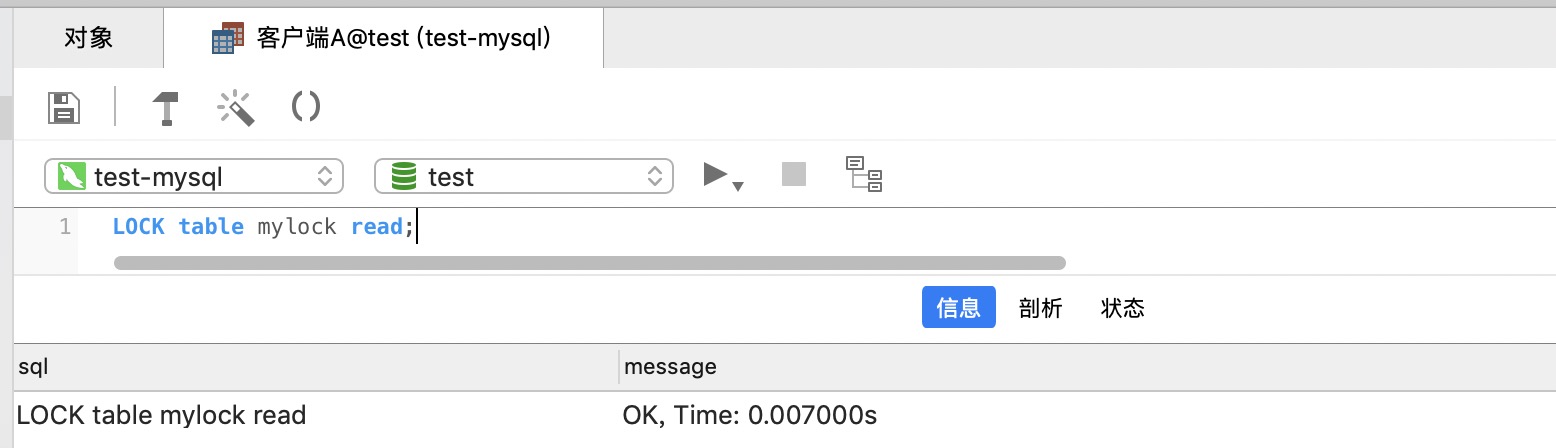 对象 客户端A@test (test-mysql)
test-mysql test
1 LOCK table mylock read;
信息 剖析 状态
sql message
LOCK table mylock read OK, Time: 0.007000s